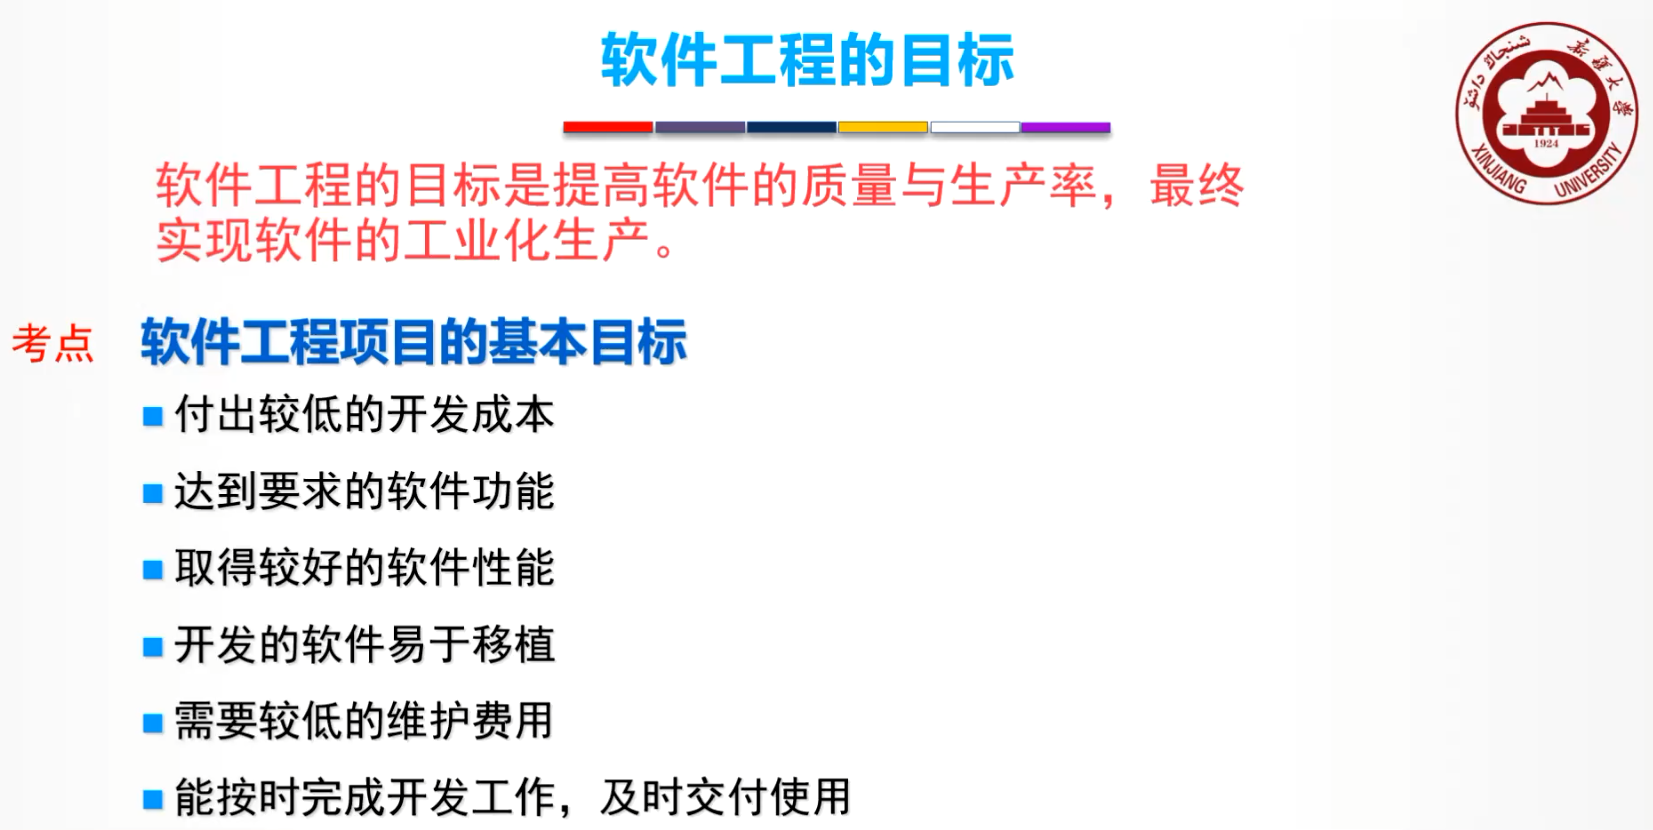 软件工程的目标
شىنجاڭ داشۆ
新疆大学
1924
XINJIANG UNIVERSITY
软件工程的目标是提高软件的质量与生产率，最终
实现软件的工业化生产。
考点 软件工程项目的基本目标
付出较低的开发成本
达到要求的软件功能
取得较好的软件性能
开发的软件易于移植
需要较低的维护费用
能按时完成开发工作，及时交付使用